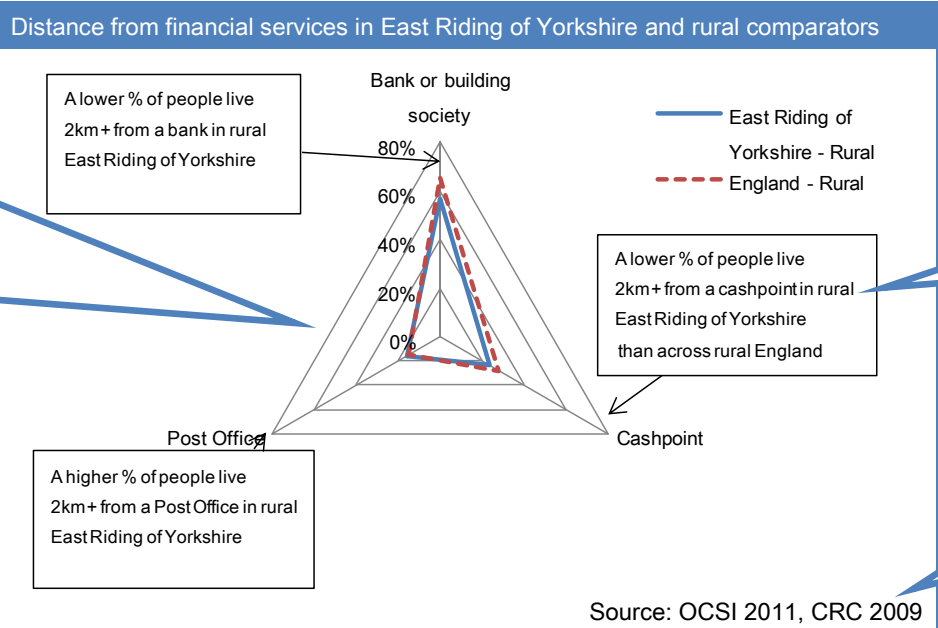 Distance from financial services in East Riding of Yorkshire and rural comparators
A lower % of people live
2km+ from a bank in rural
East Riding of Yorkshire
Bank or building
society
East Riding of
Yorkshire - Rural
England - Rural
80%
60%
40%
20%
0%
A lower % of people live
2km+ from a cashpoint in rural
East Riding of Yorkshire
than across rural England
Post Office
Cashpoint
A higher % of people live
2km+ from a Post Office in rural
East Riding of Yorkshire
Source: OCSI 2011, CRC 2009